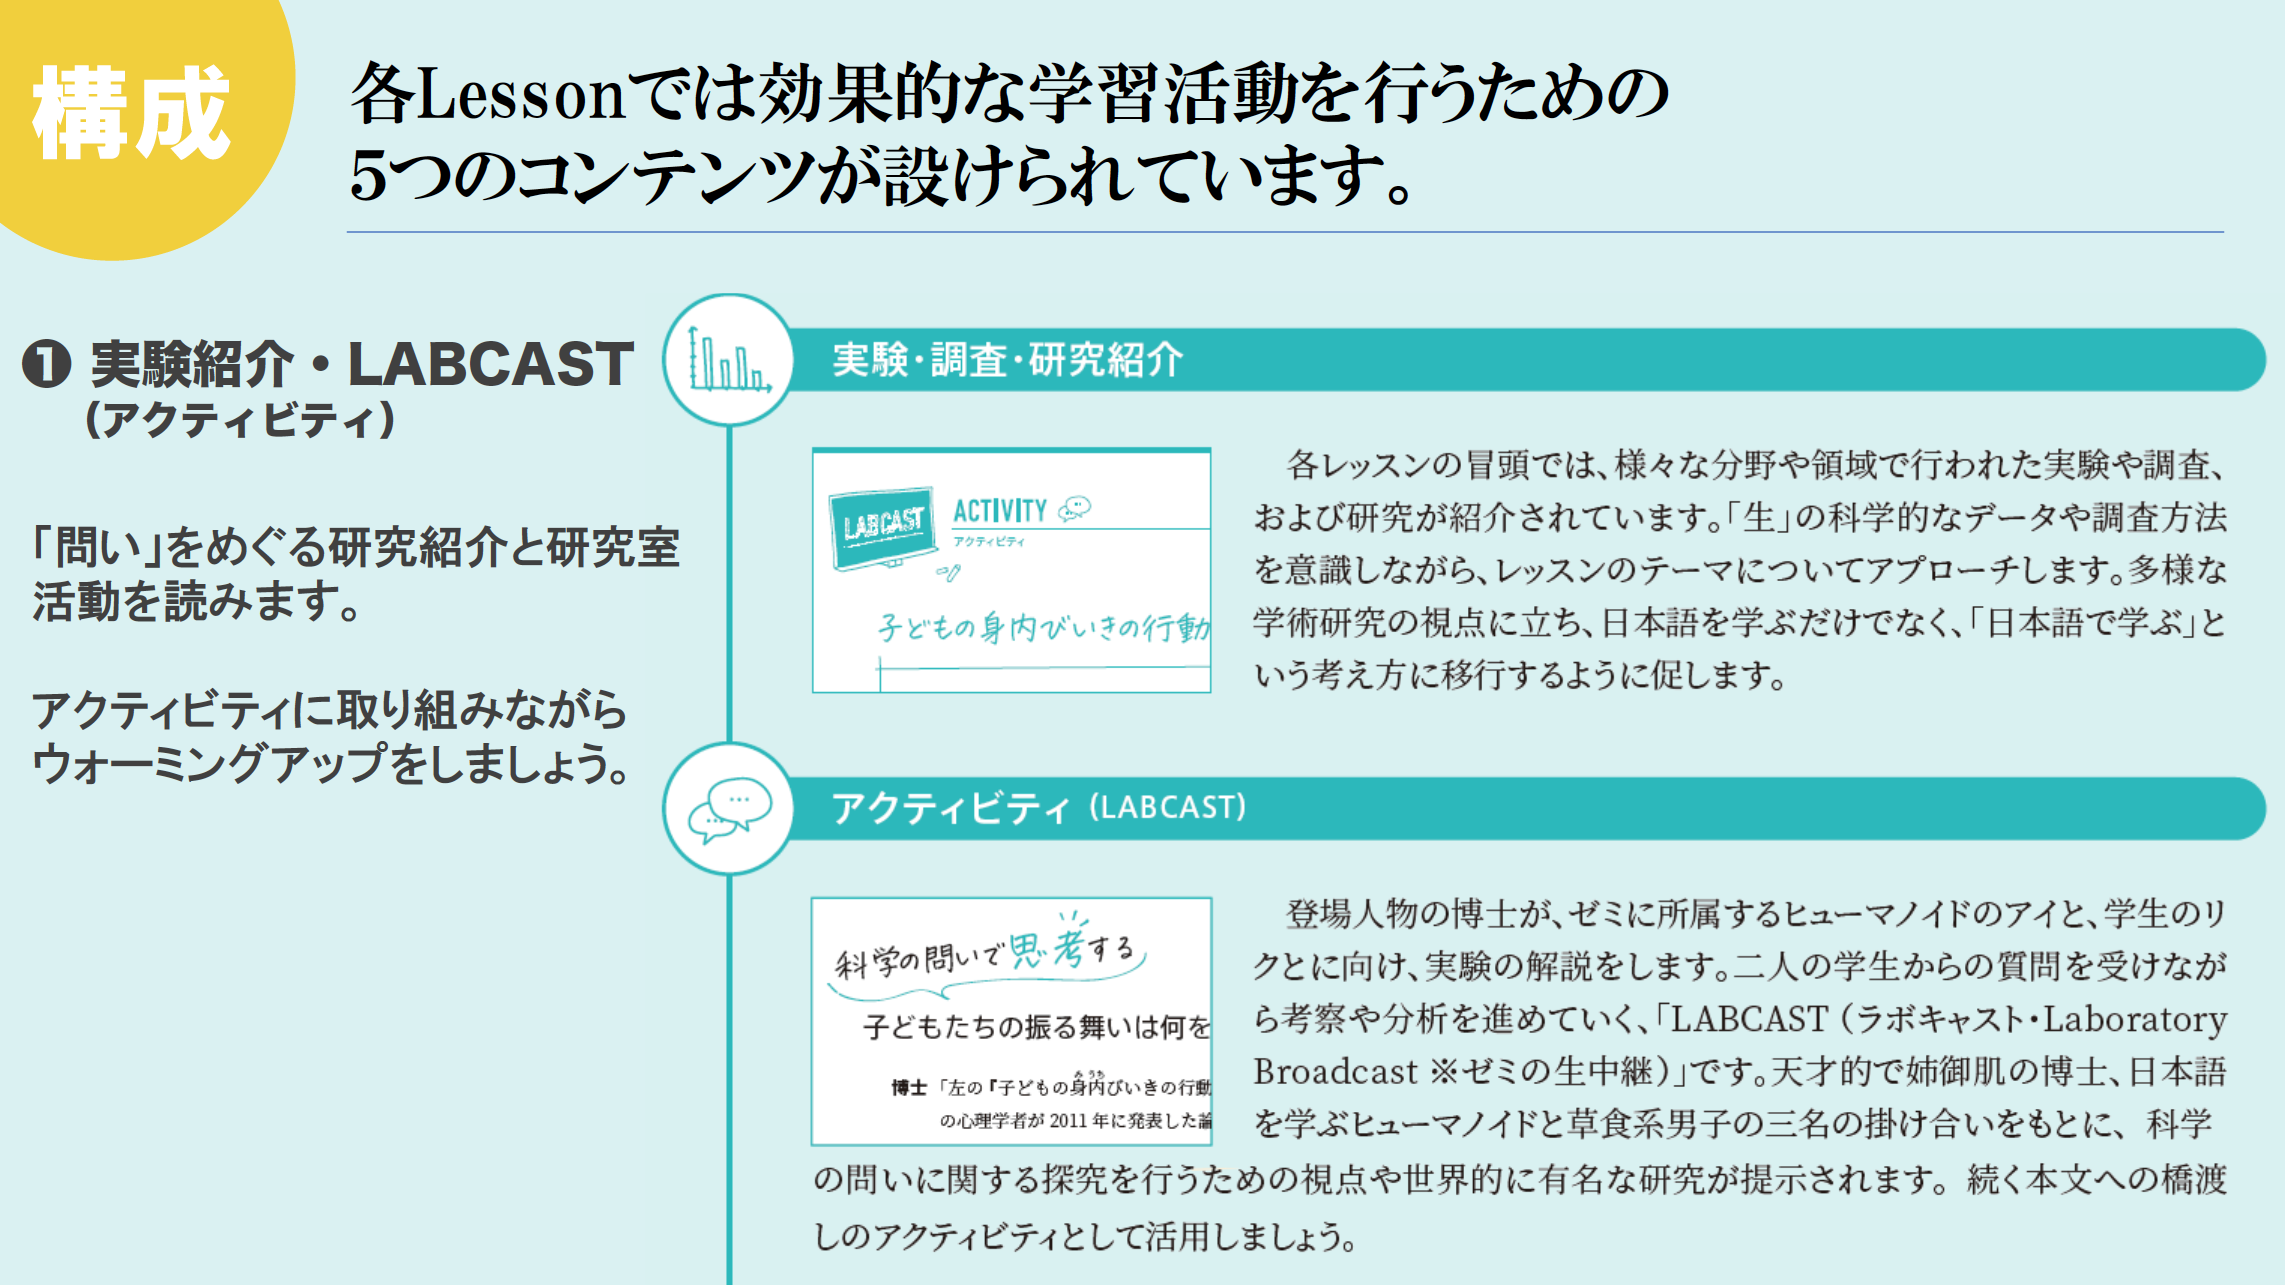 構成
各Lessonでは効果的な学習活動を行うための
5つのコンテンツが設けられています。
❶ 実験紹介・LABCAST
(アクティビティ)
「問い」をめぐる研究紹介と研究室
活動を読みます。
アクティビティに取り組みながら
ウォーミングアップをしましょう。
実験・調査・研究紹介
LABCAST
ACTIVITY
アクティビティ
子どもの身内びいきの行動
各レッスンの冒頭では、様々な分野や領域で行われた実験や調査、
および研究が紹介されています。「生」の科学的なデータや調査方法
を意識しながら、レッスンのテーマについてアプローチします。多様な
学術研究の視点に立ち、日本語を学ぶだけでなく、「日本語で学ぶ」と
いう考え方に移行するように促します。
アクティビティ (LABCAST)
科学の問いで思考する
子どもたちの振る舞いは何を
みうち
博士「左の『子どもの身内びいきの行動
の心理学者が 2011 年に発表した論
登場人物の博士が、ゼミに所属するヒューマノイドのアイと、学生のリ
クとに向け、実験の解説をします。二人の学生からの質問を受けなが
ら考察や分析を進めていく、「LABCAST（ラボキャスト・Laboratory
Broadcast ※ゼミの生中継）」です。天才的で姉御肌の博士、日本語
を学ぶヒューマノイドと草食系男子の三名の掛け合いをもとに、科学
の問いに関する探究を行うための視点や世界的に有名な研究が提示されます。続く本文への橋渡
しのアクティビティとして活用しましょう。